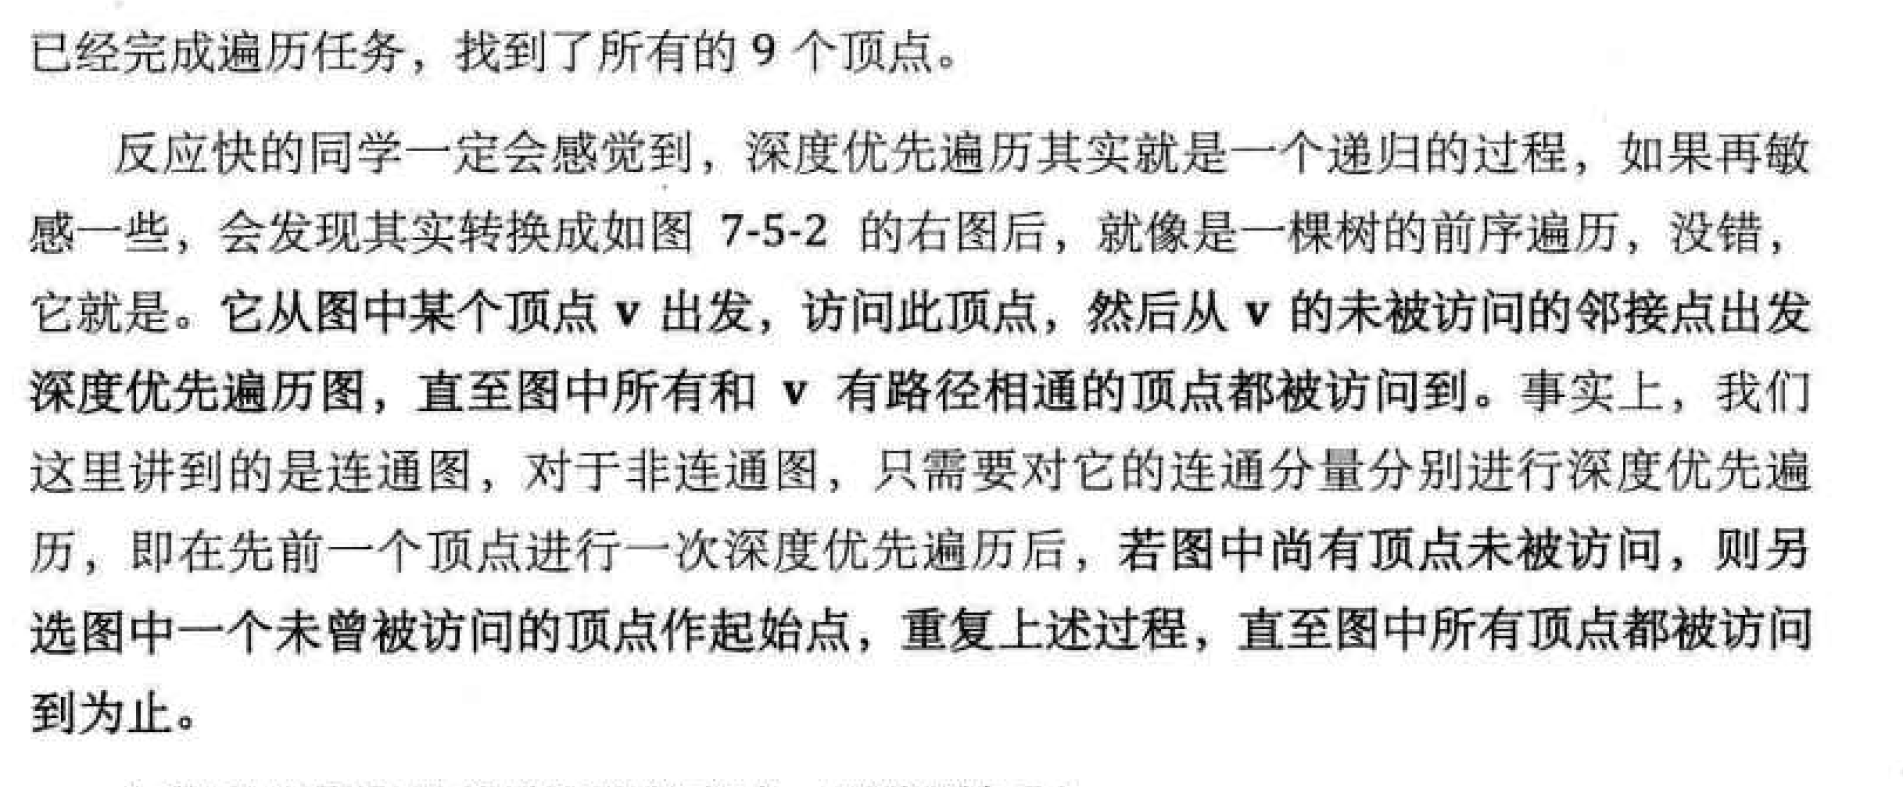 已经完成遍历任务，找到了所有的 9 个顶点。
反应快的同学一定会感觉到，深度优先遍历其实就是一个递归的过程，如果再敏
感一些，会发现其实转换成如图 7-5-2 的右图后，就像是一棵树的前序遍历，没错，
它就是。它从图中某个顶点 v 出发，访问此顶点，然后从 v 的未被访问的邻接点出发
深度优先遍历图，直至图中所有和 v 有路径相通的顶点都被访问到。事实上，我们
这里讲到的是连通图，对于非连通图，只需要对它的连通分量分别进行深度优先遍
历，即在先前一个顶点进行一次深度优先遍历后，若图中尚有顶点未被访问，则另
选图中一个未曾被访问的顶点作起始点，重复上述过程，直至图中所有顶点都被访问
到为止。